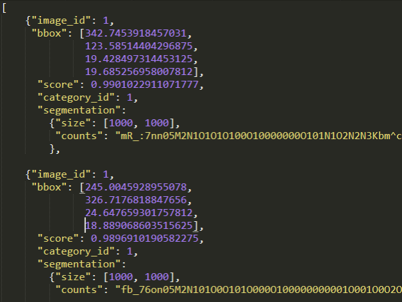 [
{"image_id": 1,
"bbox": [342.7453918457031,
123.58514404296875,
19.428497314453125,
19.685256958007812],
"score": 0.9901022911071777,
"category_id": 1,
"segmentation":
{"size": [1000, 1000],
"counts": "mR_:7nn05M2N1O1O1O100O10000000O101N1O2N2N3Kbm^c
},
{"image_id": 1,
"bbox": [245.0045928955078,
326.7176818847656,
24.647659301757812,
18.889068603515625],
"score": 0.9896910190582275,
"category_id": 1,
"segmentation":
{"size": [1000, 1000],
"counts": "fb_76on05M2N101O0O101O000O10000000001O001O0O2O